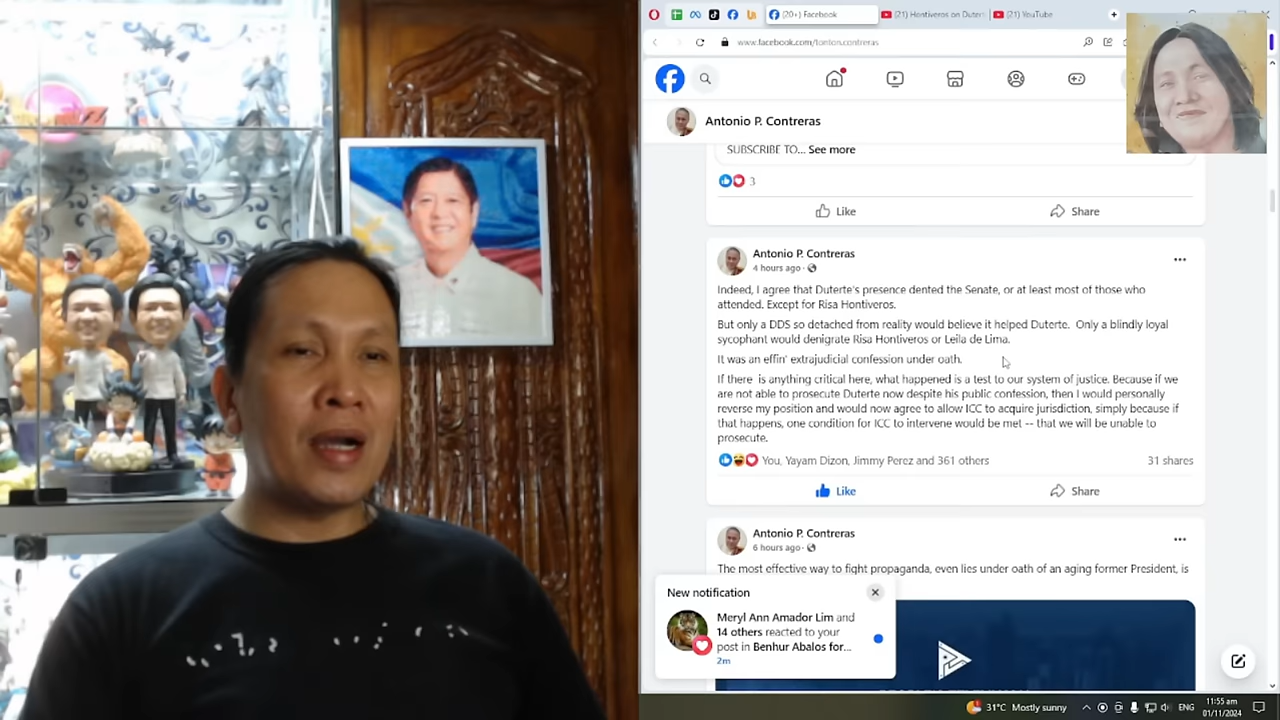 (20+) Facebook
(21) Hontiveros on Dutert
(21) YouTube
www.facebook.com/tonton.contreras
Antonio P. Contreras
SUBSCRIBE TO... See more
3
Like
Share
Antonio P. Contreras
4 hours ago
Indeed, I agree that Duterte's presence dented the Senate, or at least most of those who
attended. Except for Risa Hontiveros.
But only a DDS so detached from reality would believe it helped Duterte. Only a blindly loyal
sycophant would denigrate Risa Hontiveros or Leila de Lima.
It was an effin' extrajudicial confession under oath.
If there is anything critical here, what happened is a test to our system of justice. Because if we
are not able to prosecute Duterte now despite his public confession, then I would personally
reverse my position and would now agree to allow ICC to acquire jurisdiction, simply because if
that happens, one condition for ICC to intervene would be met -- that we will be unable to
prosecute.
You, Yayam Dizon, Jimmy Perez and 361 others
31 shares
Like
Share
Antonio P. Contreras
6 hours ago
The most effective way to fight propaganda, even lies under oath of an aging former President, is
New notification
Meryl Ann Amador Lim and
14 others reacted to your
post in Benhur Abalos for...
2m
31°C Mostly sunny
ENG
11:55 am
01/11/2024